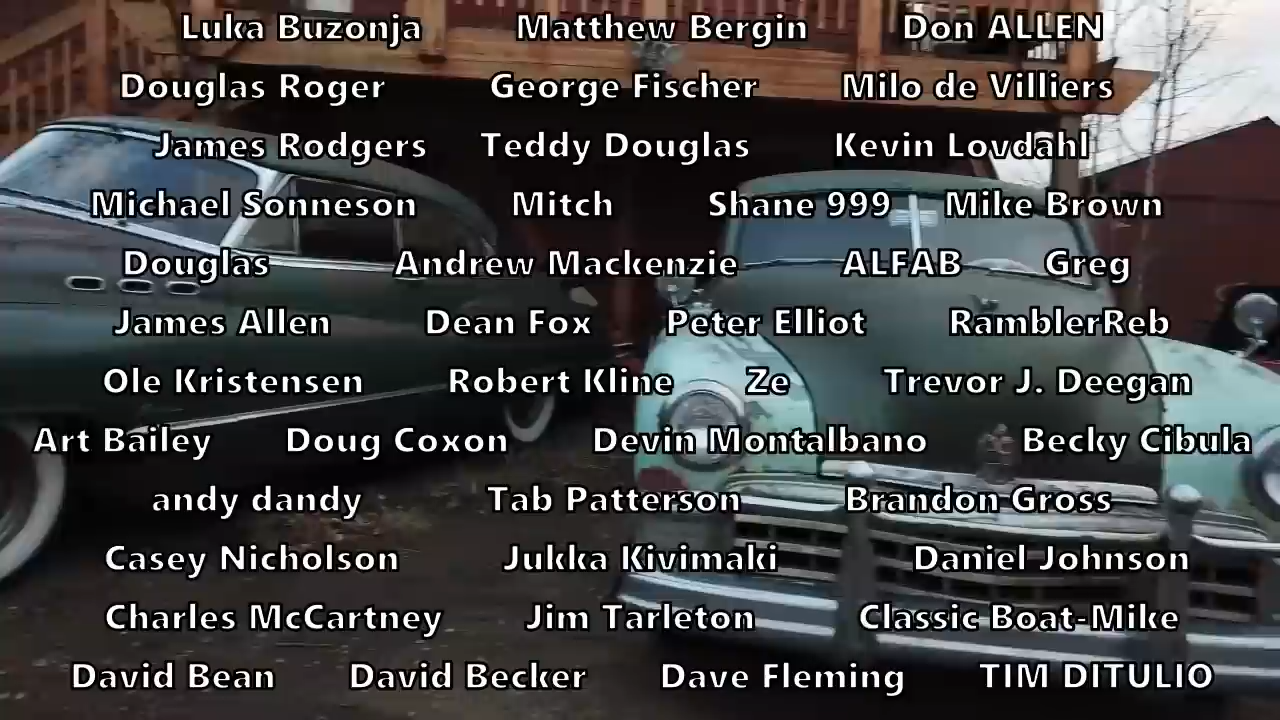 Luka Buzonja Matthew Bergin Don ALLEN
Douglas Roger George Fischer Milo de Villiers
James Rodgers Teddy Douglas Kevin Lovdahl
Michael Sonneson Mitch Shane 999 Mike Brown
Douglas Andrew Mackenzie ALFAB Greg
James Allen Dean Fox Peter Elliot RamblerReb
Ole Kristensen Robert Kline Ze Trevor J. Deegan
Art Bailey Doug Coxon Devin Montalbano Becky Cibula
andy dandy Tab Patterson Brandon Gross
Casey Nicholson Jukka Kivimaki Daniel Johnson
Charles McCartney Jim Tarleton Classic Boat-Mike
David Bean David Becker Dave Fleming TIM DITULIO